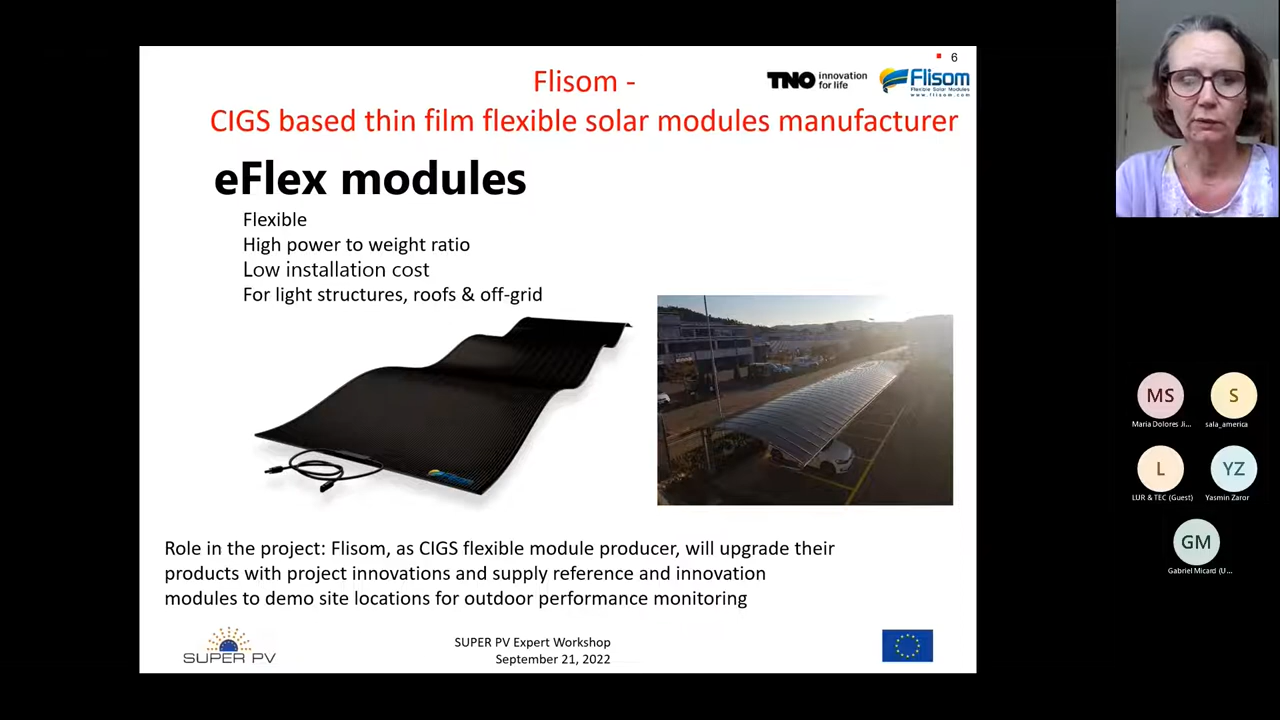 6
Flisom -
TNO innovation
for life
Flisom
Flexible Solar Modules
www.flisom.com
CIGS based thin film flexible solar modules manufacturer
eFlex modules
Flexible
High power to weight ratio
Low installation cost
For light structures, roofs & off-grid
Role in the project: Flisom, as CIGS flexible module producer, will upgrade their
products with project innovations and supply reference and innovation
modules to demo site locations for outdoor performance monitoring
SUPER PV
SUPER PV Expert Workshop
September 21, 2022
MS
Maria Dolores Ji...
S
sala_america
L
LUR & TEC (Guest)
YZ
Yasmin Zaror
GM
Gabriel Micard (U...